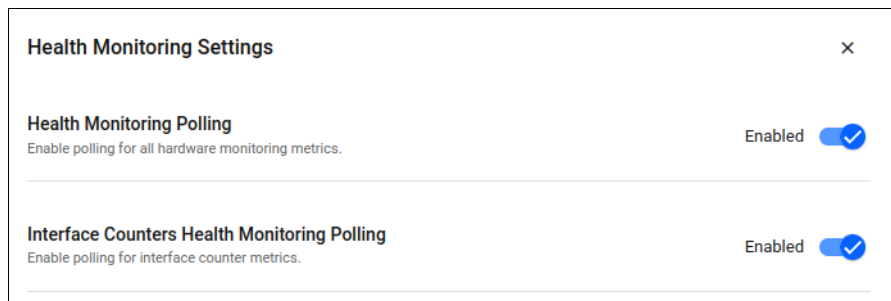 Health Monitoring Settings
Health Monitoring Polling
Enable polling for all hardware monitoring metrics.
Enabled
Interface Counters Health Monitoring Polling
Enable polling for interface counter metrics.
Enabled